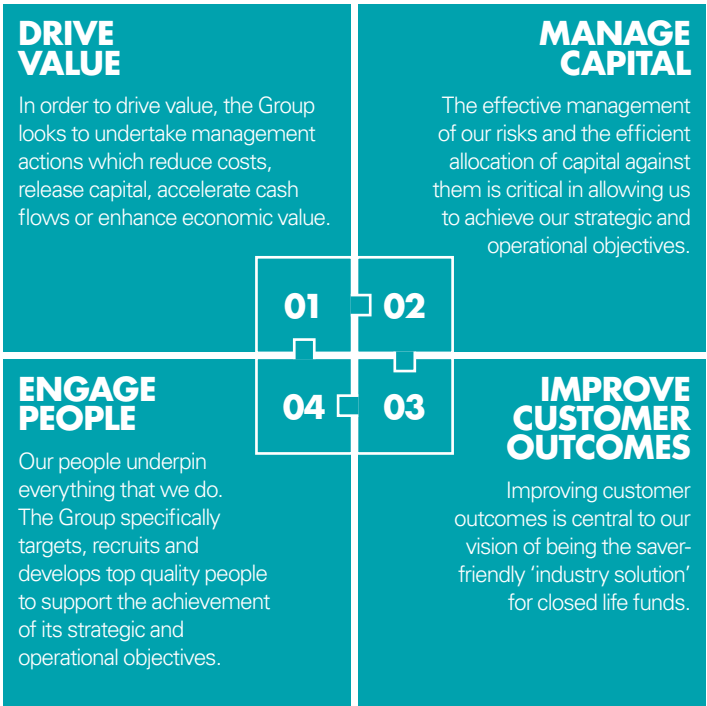 DRIVE
VALUE
In order to drive value, the Group
looks to undertake management
actions which reduce costs,
release capital, accelerate cash
flows or enhance economic value.
01
MANAGE
CAPITAL
The effective management
of our risks and the efficient
allocation of capital against
them is critical in allowing us
to achieve our strategic and
operational objectives.
02
IMPROVE
CUSTOMER
OUTCOMES
Improving customer
outcomes is central to our
vision of being the saver-
friendly ‘industry solution’
for closed life funds.
03
ENGAGE
PEOPLE
Our people underpin
everything that we do.
The Group specifically
targets, recruits and
develops top quality people
to support the achievement
of its strategic and
operational objectives.
04